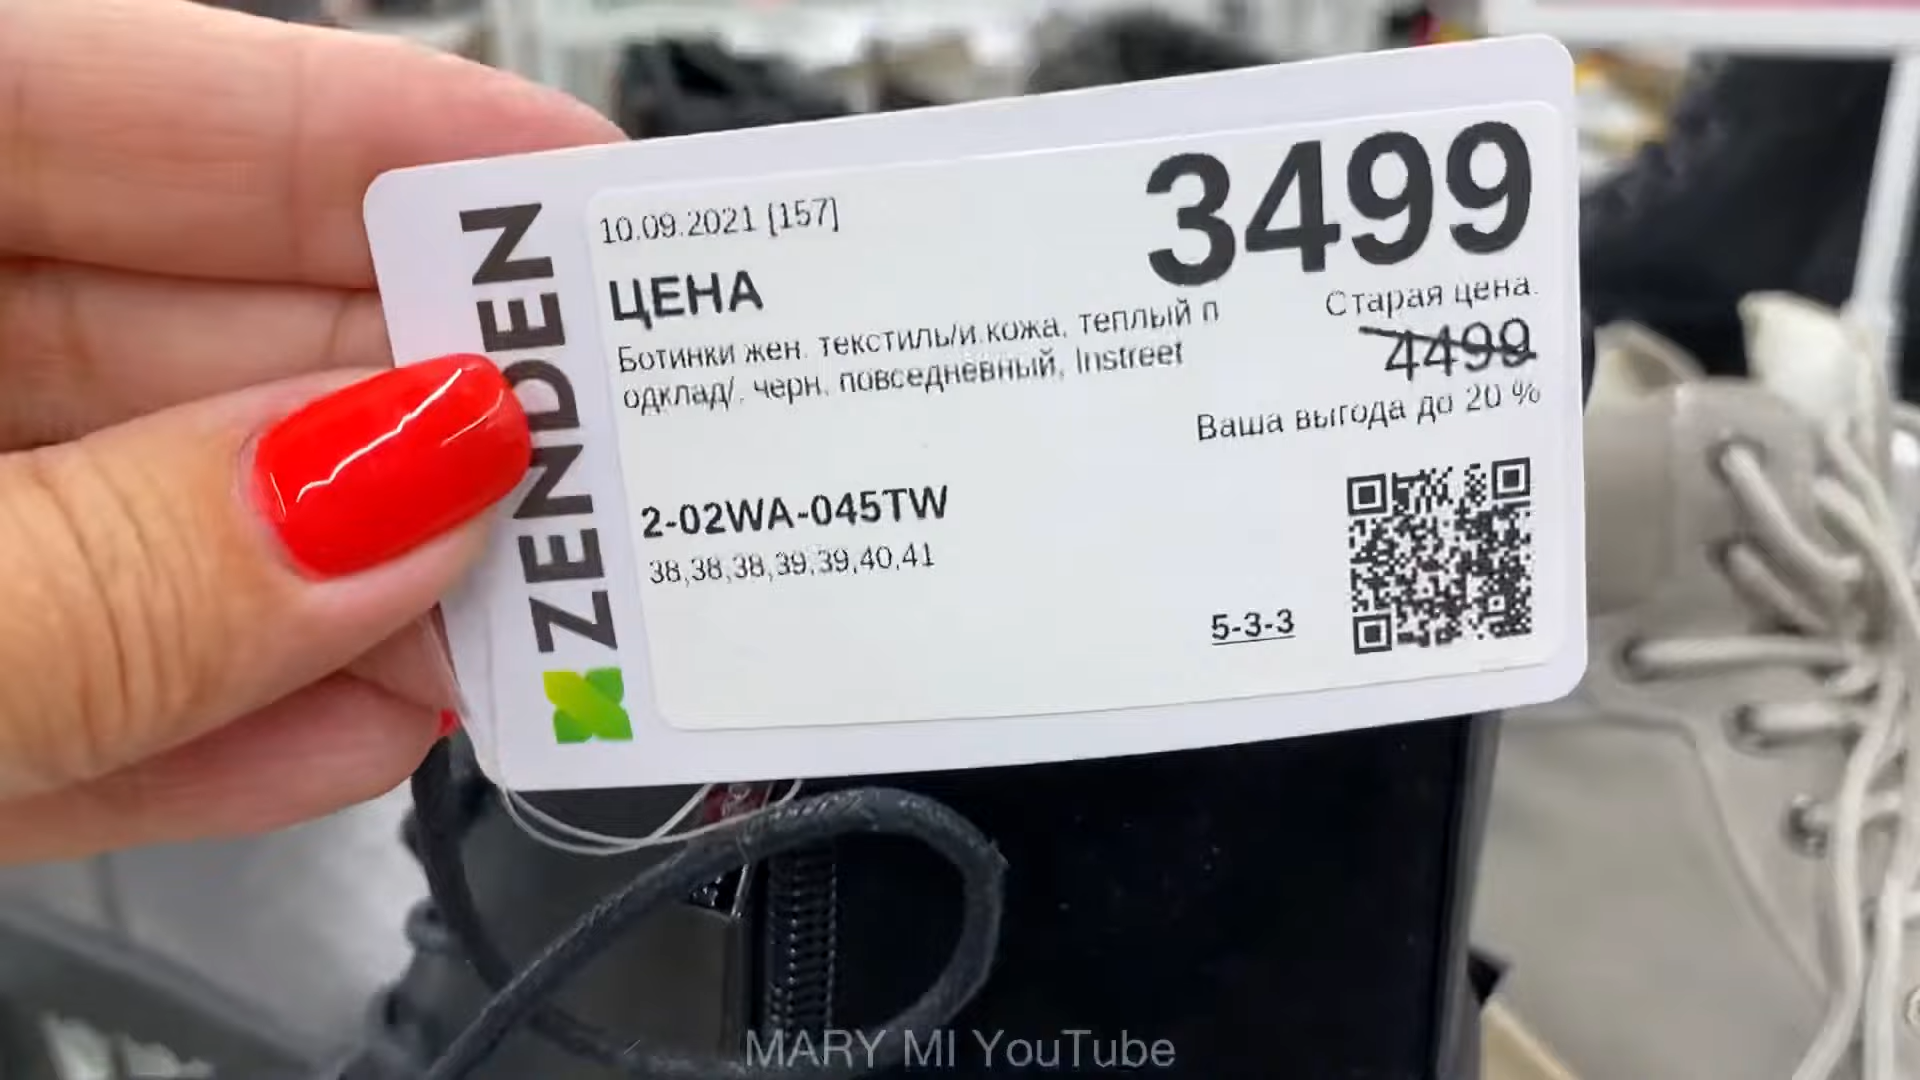 ZENDEN
10.09.2021 [157]
3499
ЦЕНА
Ботинки жен. текстиль/и.кожа, теплый п
одклад/, черн, повседневный, Instreet
Старая цена:
4499
Ваша выгода до 20 %
2-02WA-045TW
38,38,38,39,39,40,41
5-3-3
MARY MI YouTube